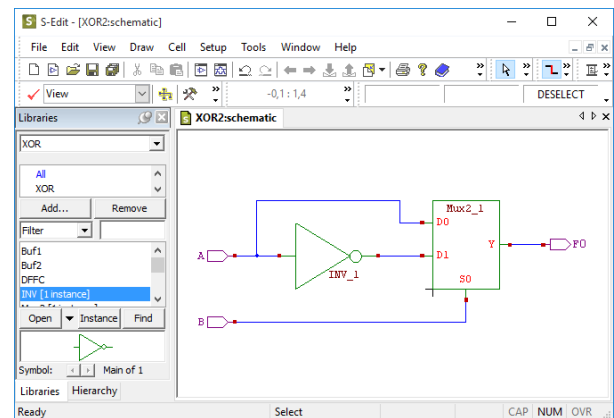 S S-Edit - [XOR2:schematic]
File Edit View Draw Cell Setup Tools Window Help
View
-0,1 : 1,4
DESELECT
Libraries
XOR2:schematic
XOR
All
XOR
Add... Remove
Filter
Buf1
Buf2
DFFC
INV [1 instance]
Open Instance Find
Symbol: Main of 1
Libraries Hierarchy
Mux2_1
D0
A
D1
Y
F0
INV_1
S0
B
Ready Select CAP NUM OVR